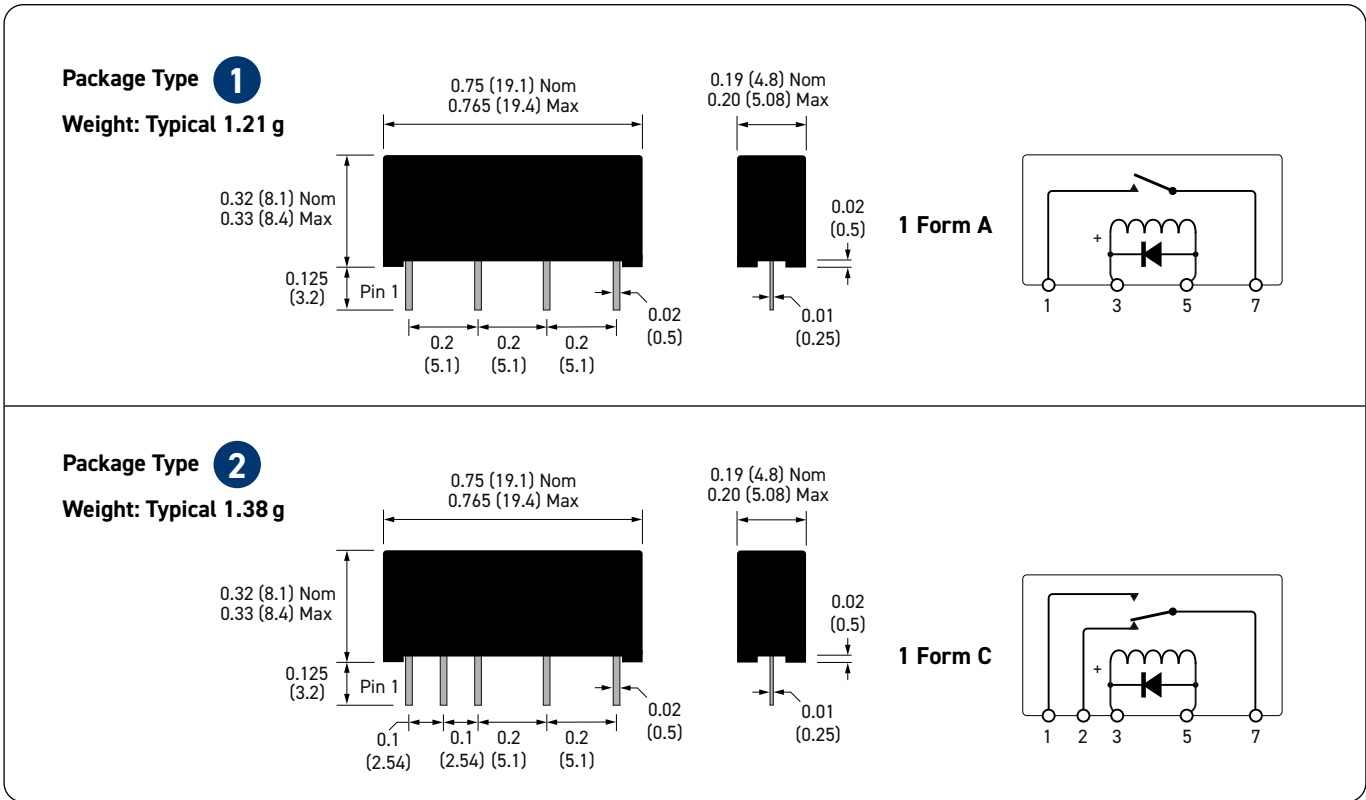 Package Type 1
Weight: Typical 1.21 g
0.75 (19.1) Nom
0.765 (19.4) Max
0.19 (4.8) Nom
0.20 (5.08) Max
0.32 (8.1) Nom
0.33 (8.4) Max
0.125
(3.2)
Pin 1
0.2
(5.1)
0.2
(5.1)
0.2
(5.1)
0.02
(0.5)
0.02
(0.5)
0.01
(0.25)
1 Form A
+
1 3 5 7
Package Type 2
Weight: Typical 1.38 g
0.75 (19.1) Nom
0.765 (19.4) Max
0.19 (4.8) Nom
0.20 (5.08) Max
0.32 (8.1) Nom
0.33 (8.4) Max
0.125
(3.2)
Pin 1
0.1
(2.54)
0.1
(2.54)
0.2
(5.1)
0.2
(5.1)
0.02
(0.5)
0.02
(0.5)
0.01
(0.25)
1 Form C
+
1 2 3 5 7